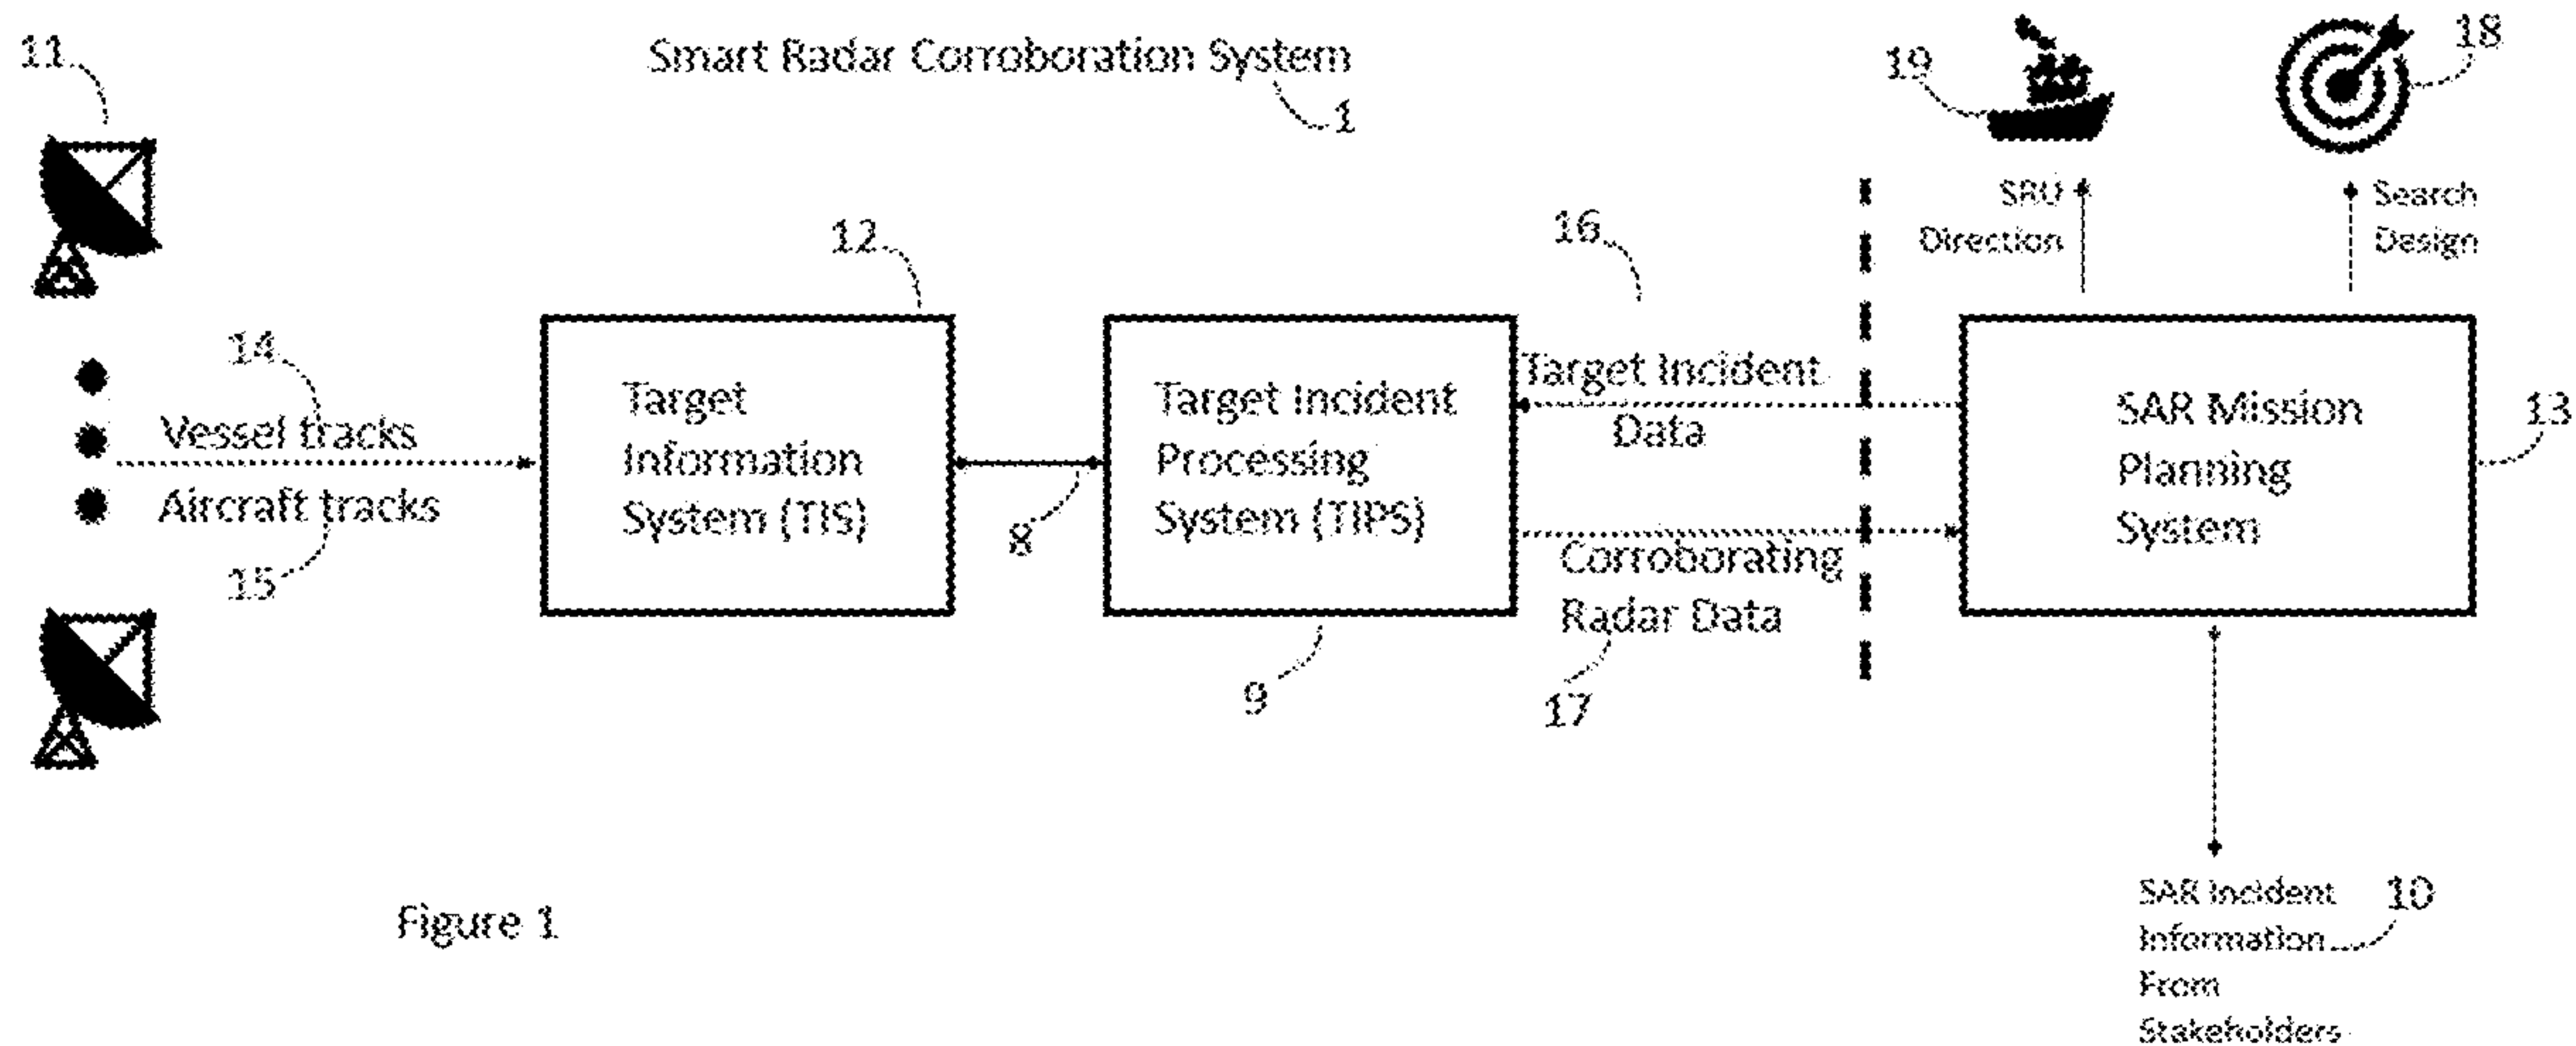 11
Smart Radar Corroboration System
1
19
18
SRU
Direction
Search
Design
12
16
14
Vessel tracks
Aircraft tracks
15
Target
Information
System (TIS)
8
Target Incident
Processing
System (TIPS)
9
Target Incident
Data
Corroborating
Radar Data
17
SAR Mission
Planning
System
13
SAR Incident
Information
From
Stakeholders
10
Figure 1